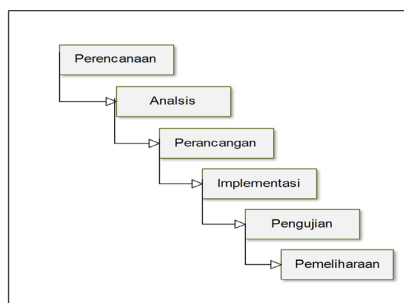 Perencanaan
Analsis
Perancangan
Implementasi
Pengujian
Pemeliharaan